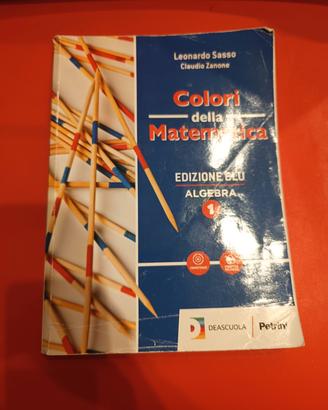 Leonardo Sasso
Claudio Zanone
Colori
della
Matematica
EDIZIONE BLU
ALGEBRA
1
DEASCUOLA
Petrini